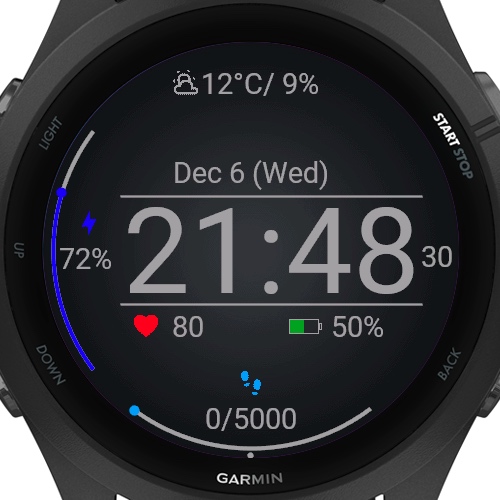 12°C/ 9%
LIGHT
START STOP
Dec 6 (Wed)
21:48
30
UP
72%
80
50%
DOWN
BACK
0/5000
GARMIN